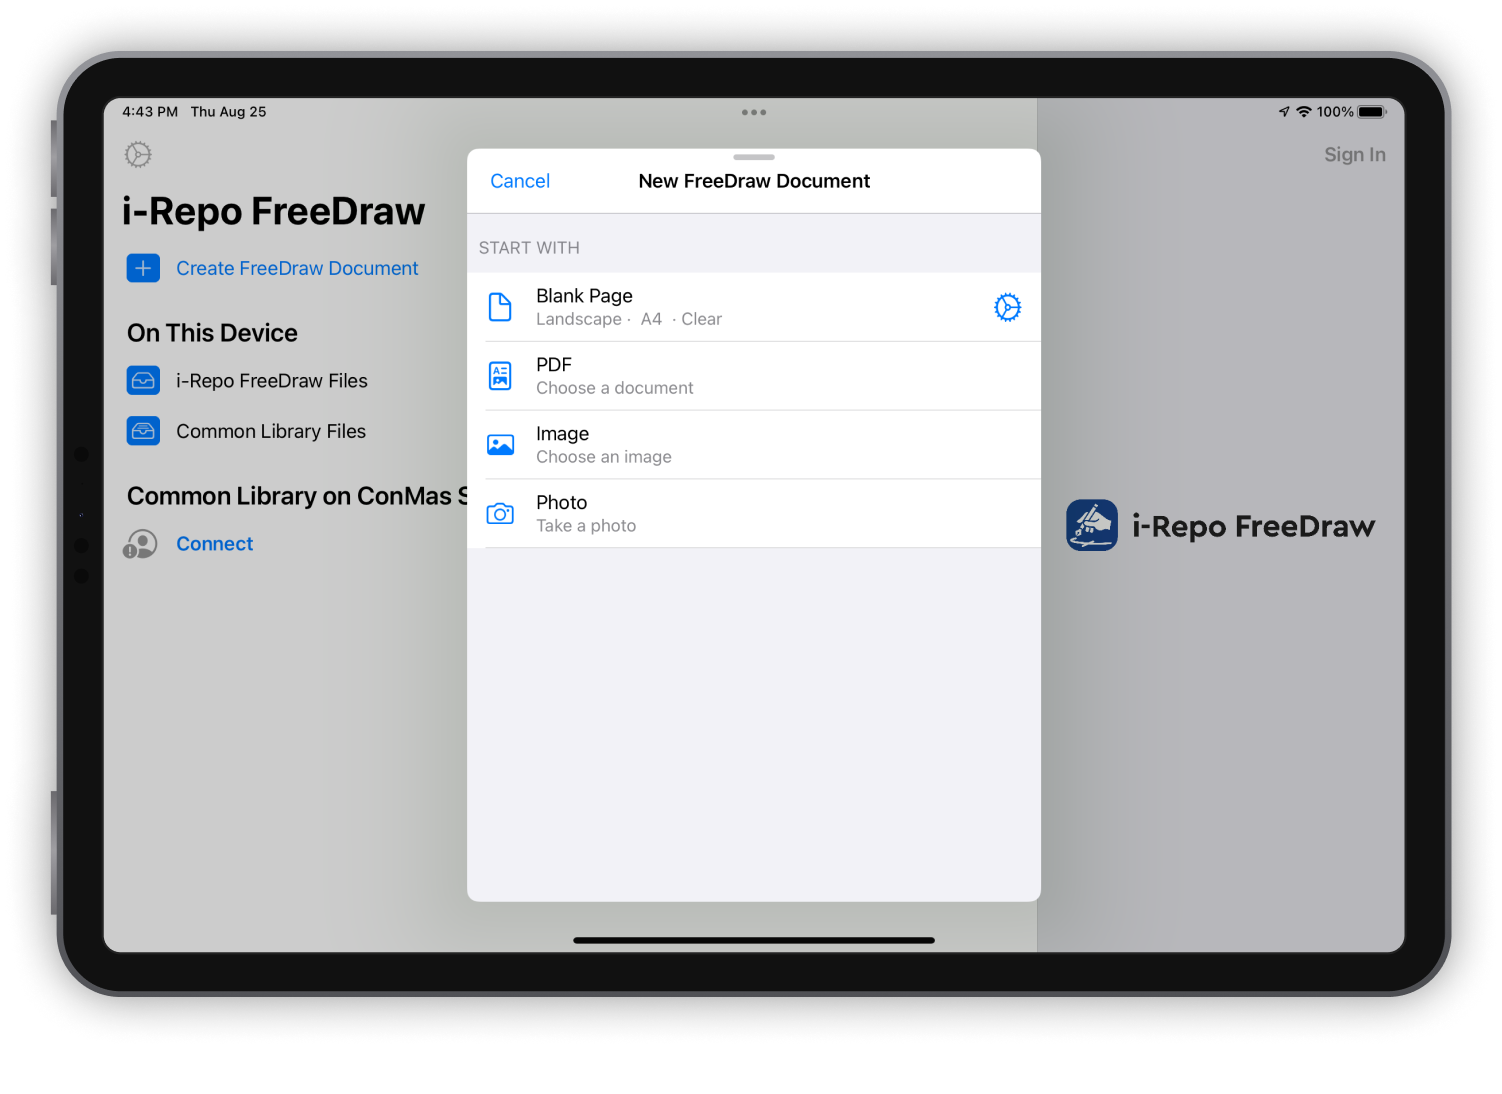 4:43 PM Thu Aug 25
100%
Sign In
i-Repo FreeDraw
Create FreeDraw Document
On This Device
i-Repo FreeDraw Files
Common Library Files
Common Library on ConMas S
Connect
Cancel
New FreeDraw Document
START WITH
Blank Page
Landscape · A4 · Clear
PDF
Choose a document
Image
Choose an image
Photo
Take a photo
i-Repo FreeDraw